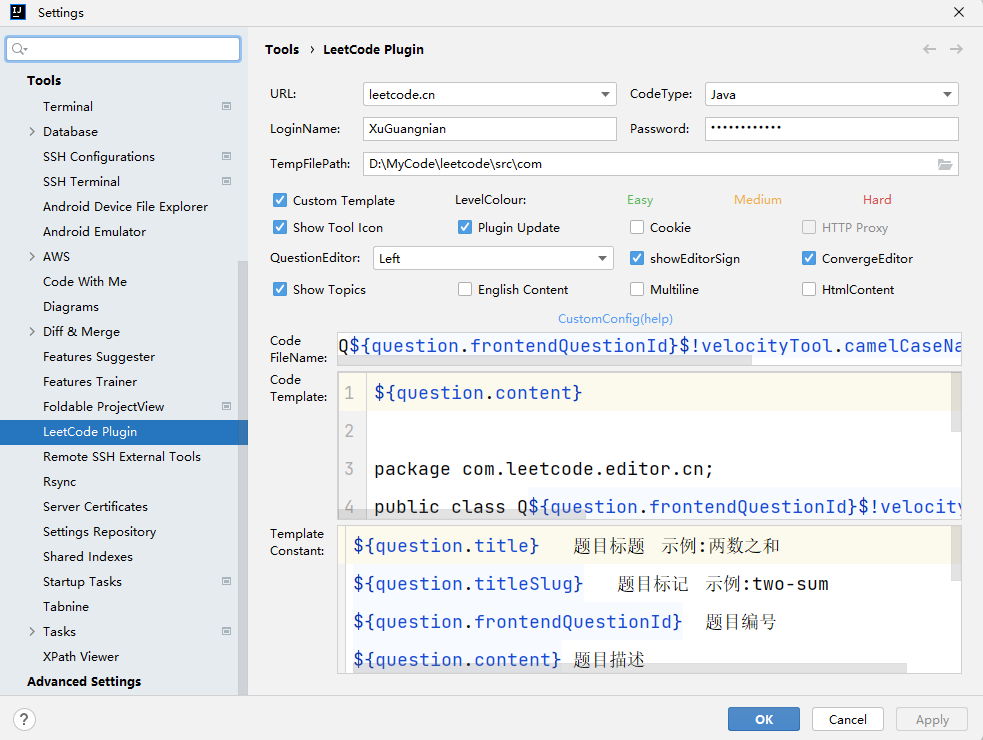 Settings
Tools
Terminal
Database
SSH Configurations
SSH Terminal
Android Device File Explorer
Android Emulator
AWS
Code With Me
Diagrams
Diff & Merge
Features Suggester
Features Trainer
Foldable ProjectView
LeetCode Plugin
Remote SSH External Tools
Rsync
Server Certificates
Settings Repository
Shared Indexes
Startup Tasks
Tabnine
Tasks
XPath Viewer
Advanced Settings
Tools › LeetCode Plugin
URL: leetcode.cn CodeType: Java
LoginName: XuGuangnian Password: ••••••••••••
TempFilePath: D:\MyCode\leetcode\src\com
Custom Template LevelColour: Easy Medium Hard
Show Tool Icon Plugin Update Cookie HTTP Proxy
QuestionEditor: Left showEditorSign ConvergeEditor
Show Topics English Content Multiline HtmlContent
CustomConfig(help)
Code FileName: Q${question.frontendQuestionId}$!velocityTool.camelCaseNa
Code Template:
1 ${question.content}
2
3 package com.leetcode.editor.cn;
4 public class Q${question.frontendQuestionId}$!velocity
Template Constant:
${question.title} 题目标题 示例:两数之和
${question.titleSlug} 题目标记 示例:two-sum
${question.frontendQuestionId} 题目编号
${question.content} 题目描述
? OK Cancel Apply